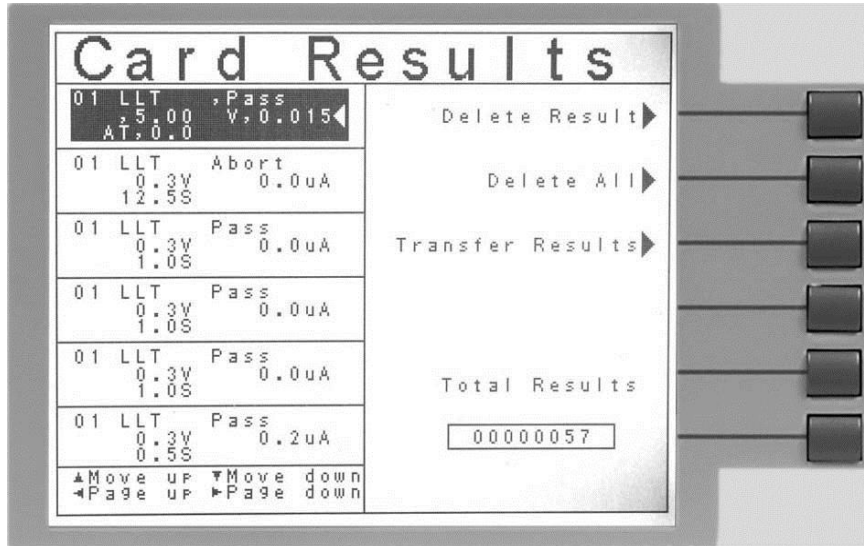 Card Results
01 LLT ,Pass
,5.00 V,0.015
AT,0.0
01 LLT Abort
0.3V 0.0uA
12.5S
01 LLT Pass
0.3V 0.0uA
1.0S
01 LLT Pass
0.3V 0.0uA
1.0S
01 LLT Pass
0.3V 0.0uA
1.0S
01 LLT Pass
0.3V 0.2uA
0.5S
▲Move up ▼Move down
◄Page up ►Page down
Delete Result
Delete All
Transfer Results
Total Results
00000057